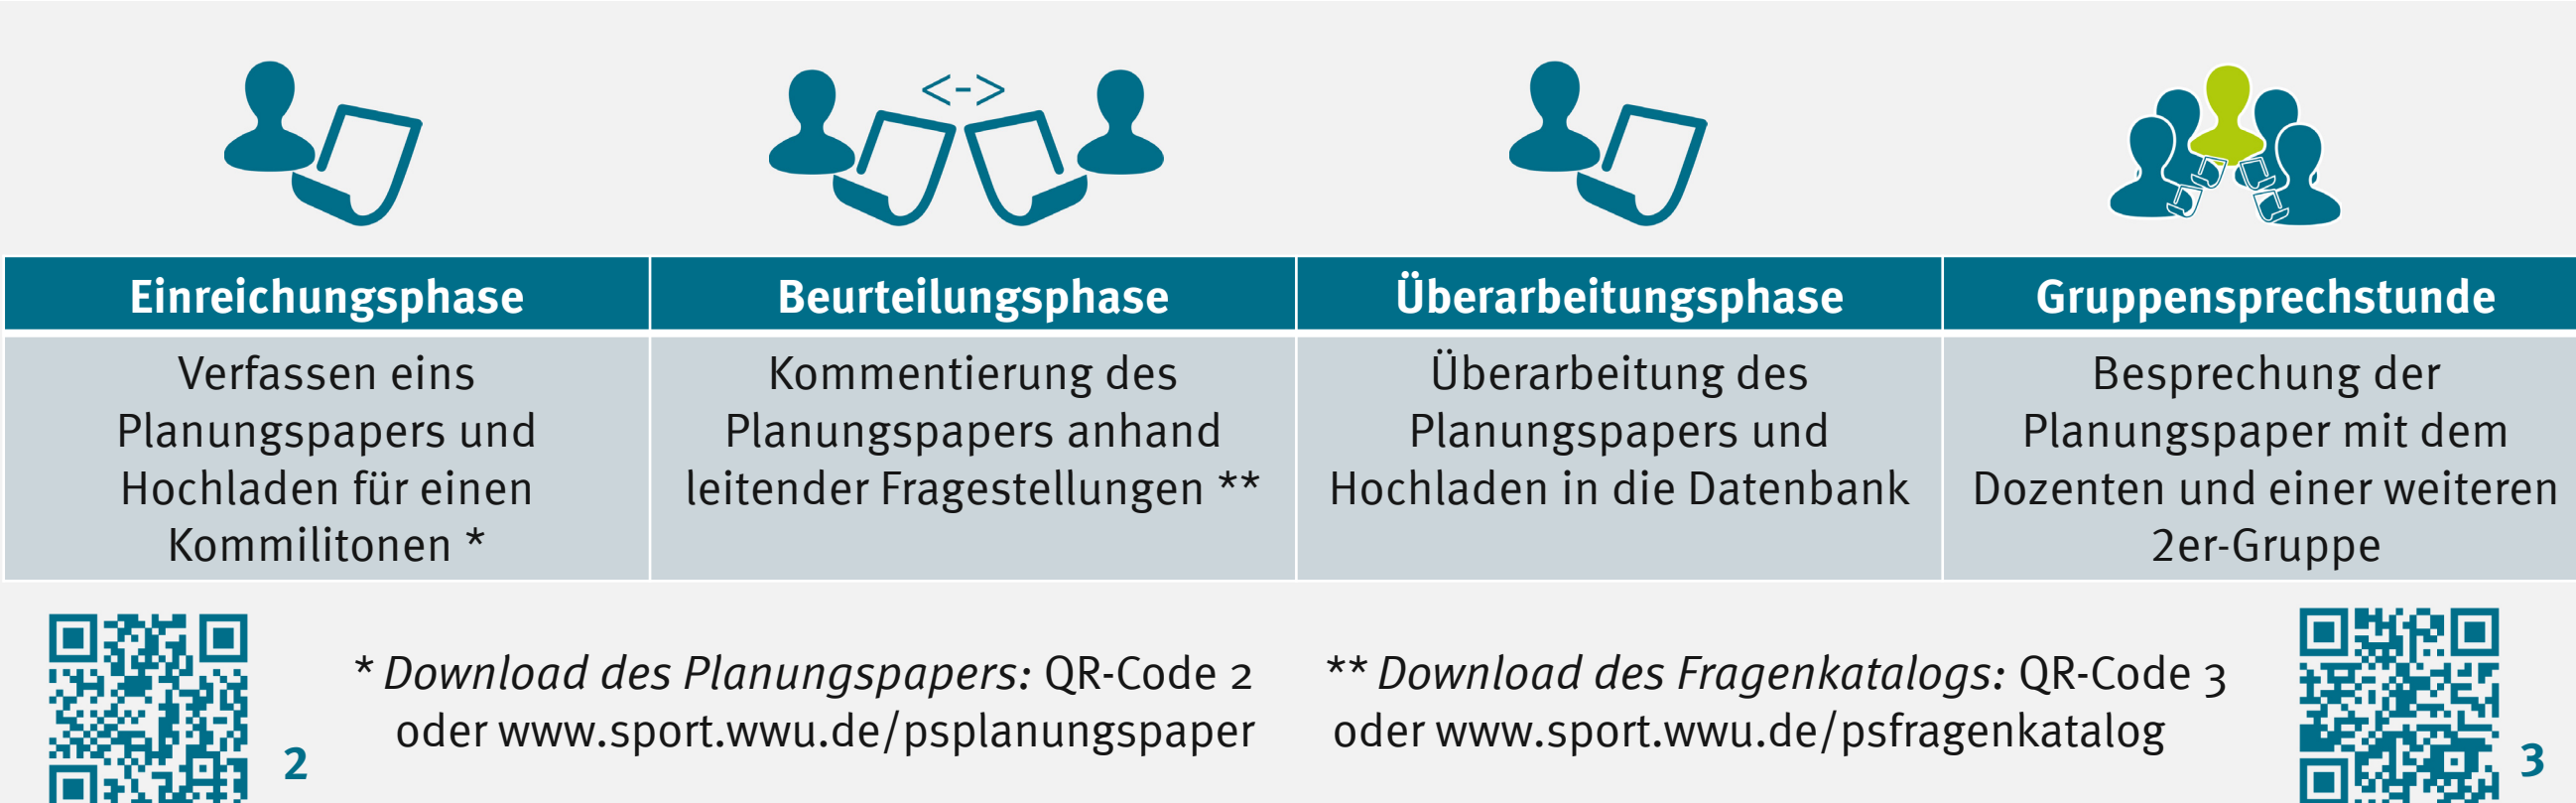 <->
Einreichungsphase
Beurteilungsphase
Überarbeitungsphase
Gruppensprechstunde
Verfassen eins
Planungspapers und
Hochladen für einen
Kommilitonen *
Kommentierung des
Planungspapers anhand
leitender Fragestellungen **
Überarbeitung des
Planungspapers und
Hochladen in die Datenbank
Besprechung der
Planungspaper mit dem
Dozenten und einer weiteren
2er-Gruppe
2
* Download des Planungspapers: QR-Code 2
oder www.sport.wwu.de/psplanungspaper
** Download des Fragenkatalogs: QR-Code 3
oder www.sport.wwu.de/psfragenkatalog
3